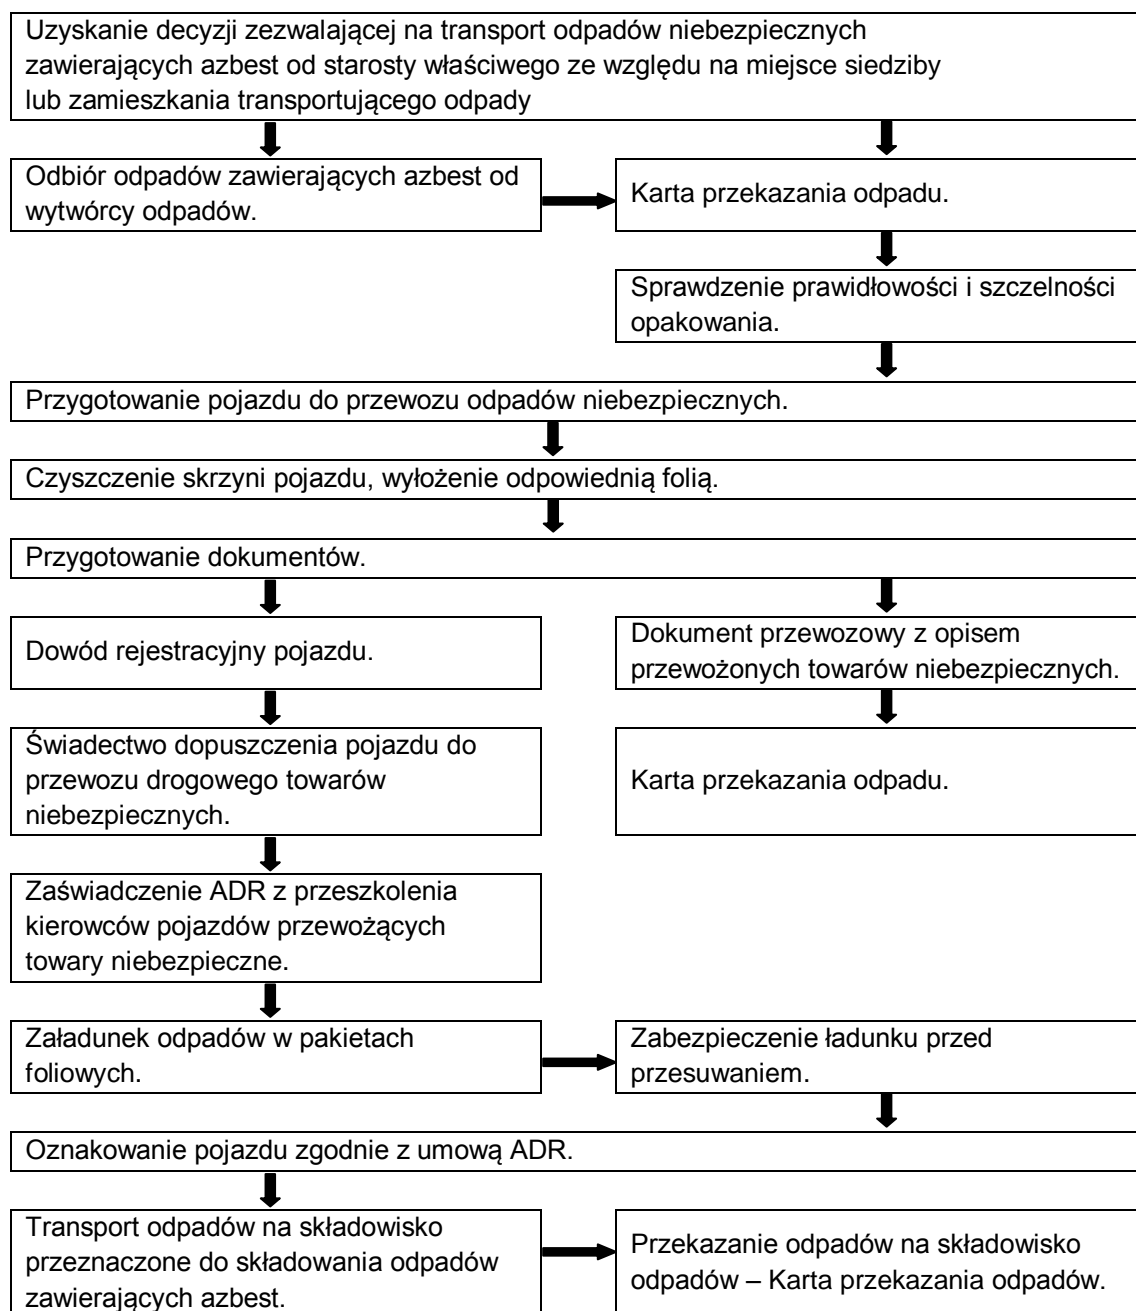 Uzyskanie decyzji zezwalającej na transport odpadów niebezpiecznych
zawierających azbest od starosty właściwego ze względu na miejsce siedziby
lub zamieszkania transportującego odpady
Odbiór odpadów zawierających azbest od
wytwórcy odpadów.
Karta przekazania odpadu.
Sprawdzenie prawidłowości i szczelności
opakowania.
Przygotowanie pojazdu do przewozu odpadów niebezpiecznych.
Czyszczenie skrzyni pojazdu, wyłożenie odpowiednią folią.
Przygotowanie dokumentów.
Dowód rejestracyjny pojazdu.
Dokument przewozowy z opisem
przewożonych towarów niebezpiecznych.
Świadectwo dopuszczenia pojazdu do
przewozu drogowego towarów
niebezpiecznych.
Karta przekazania odpadu.
Zaświadczenie ADR z przeszkolenia
kierowców pojazdów przewożących
towary niebezpieczne.
Załadunek odpadów w pakietach
foliowych.
Zabezpieczenie ładunku przed
przesuwaniem.
Oznakowanie pojazdu zgodnie z umową ADR.
Transport odpadów na składowisko
przeznaczone do składowania odpadów
zawierających azbest.
Przekazanie odpadów na składowisko
odpadów – Karta przekazania odpadów.